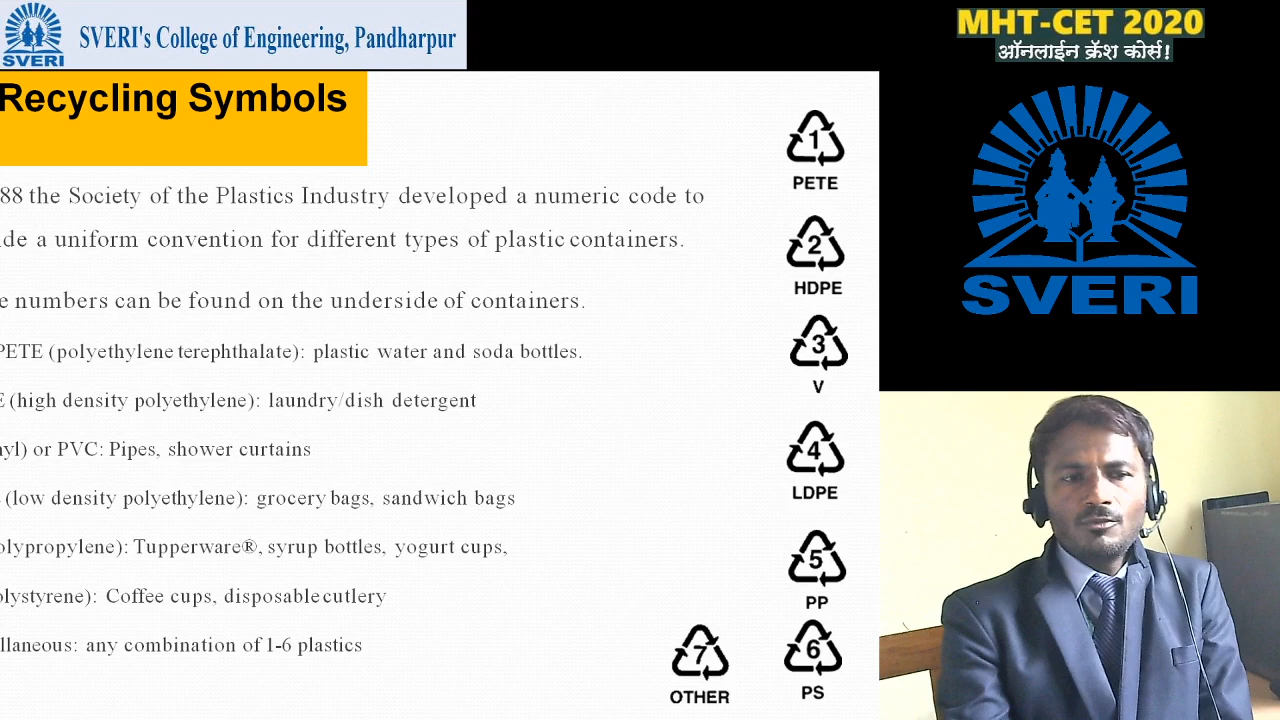 SVERI
SVERI's College of Engineering, Pandharpur
MHT-CET 2020
ऑनलाईन क्रॅश कोर्स!
SVERI
Recycling Symbols
88 the Society of the Plastics Industry developed a numeric code to
de a uniform convention for different types of plastic containers.
e numbers can be found on the underside of containers.
PETE (polyethylene terephthalate): plastic water and soda bottles.
E (high density polyethylene): laundry/dish detergent
nyl) or PVC: Pipes, shower curtains
(low density polyethylene): grocery bags, sandwich bags
olypropylene): Tupperware®, syrup bottles, yogurt cups,
olystyrene): Coffee cups, disposable cutlery
llaneous: any combination of 1-6 plastics
1
PETE
2
HDPE
3
V
4
LDPE
5
PP
7
OTHER
6
PS